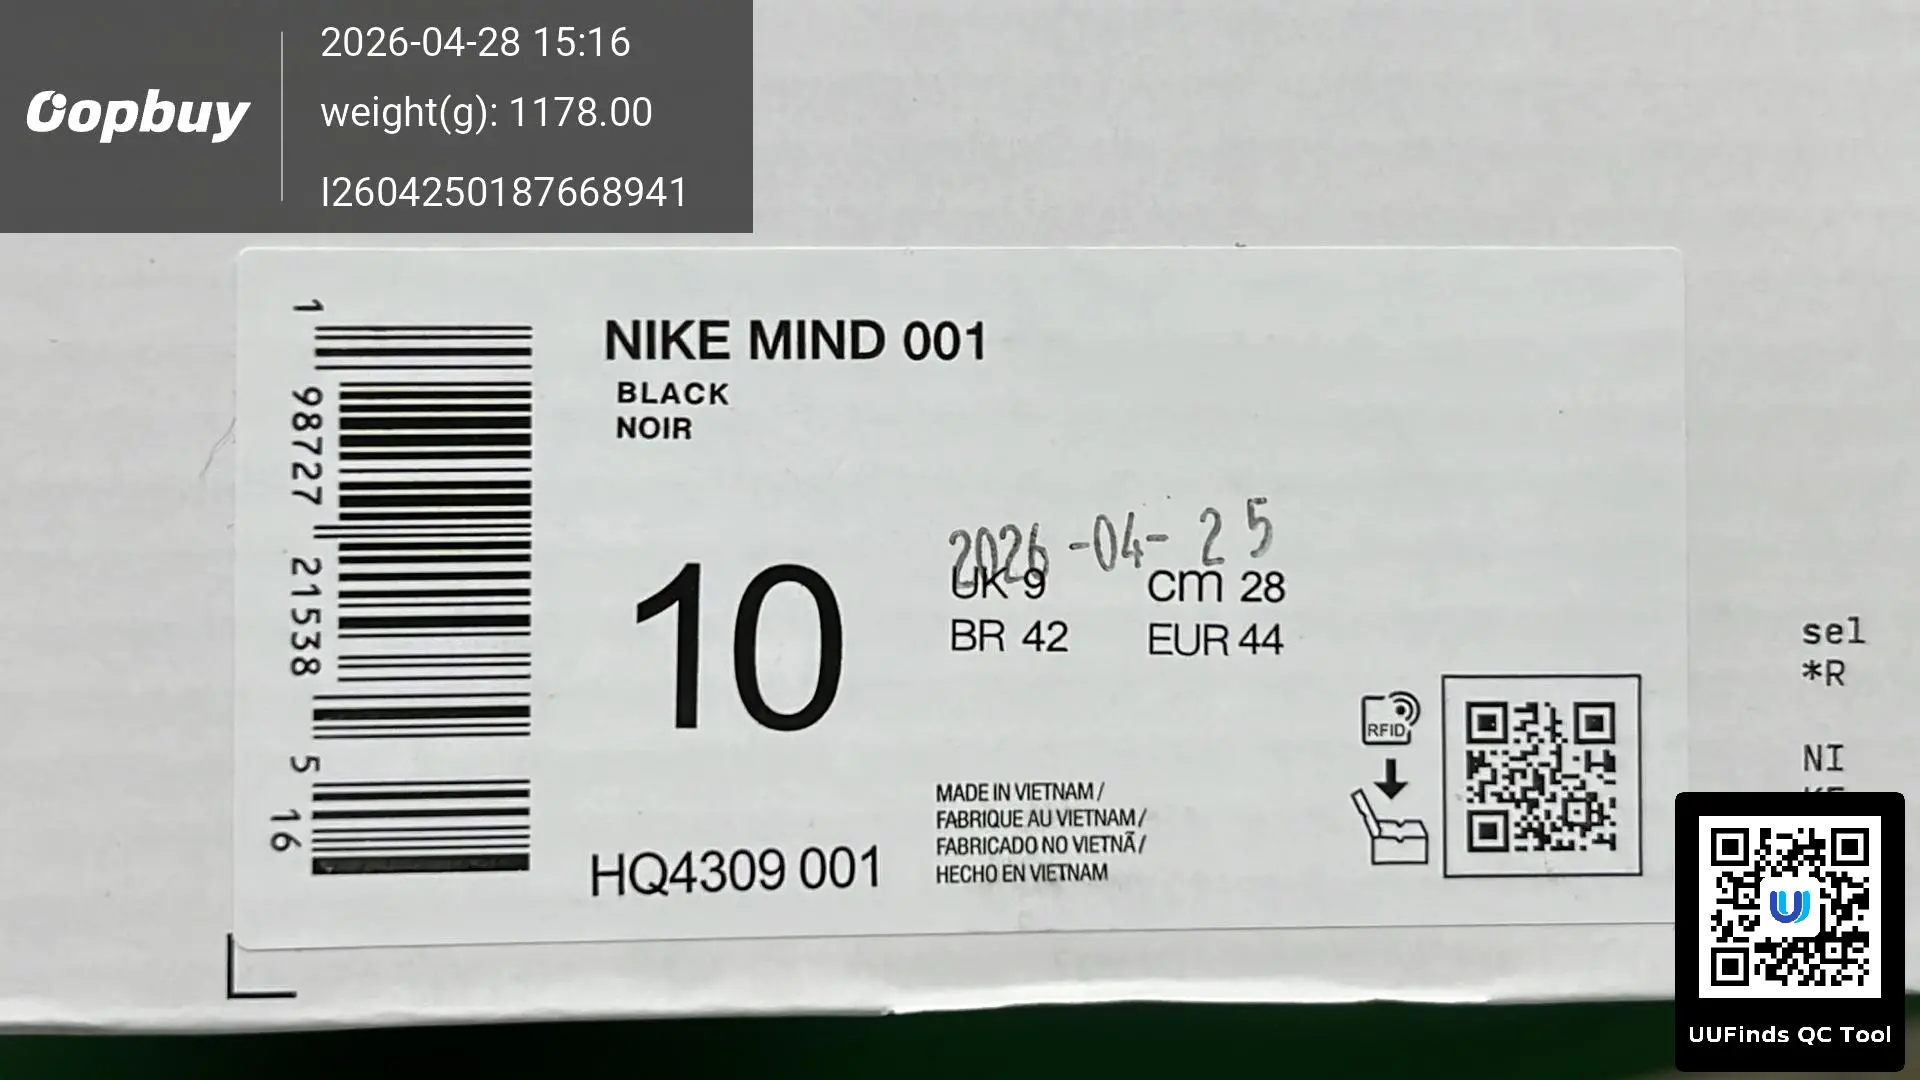 Oopbuy
2026-04-28 15:16
weight(g): 1178.00
I2604250187668941
NIKE MIND 001
BLACK
NOIR
1 98727 21538 5 16
10
2026-04-25
UK 9 cm 28
BR 42 EUR 44
HQ4309 001
MADE IN VIETNAM /
FABRIQUE AU VIETNAM /
FABRICADO NO VIETNÃ /
HECHO EN VIETNAM
RFID
sel
*R
NI
UUFinds QC Tool